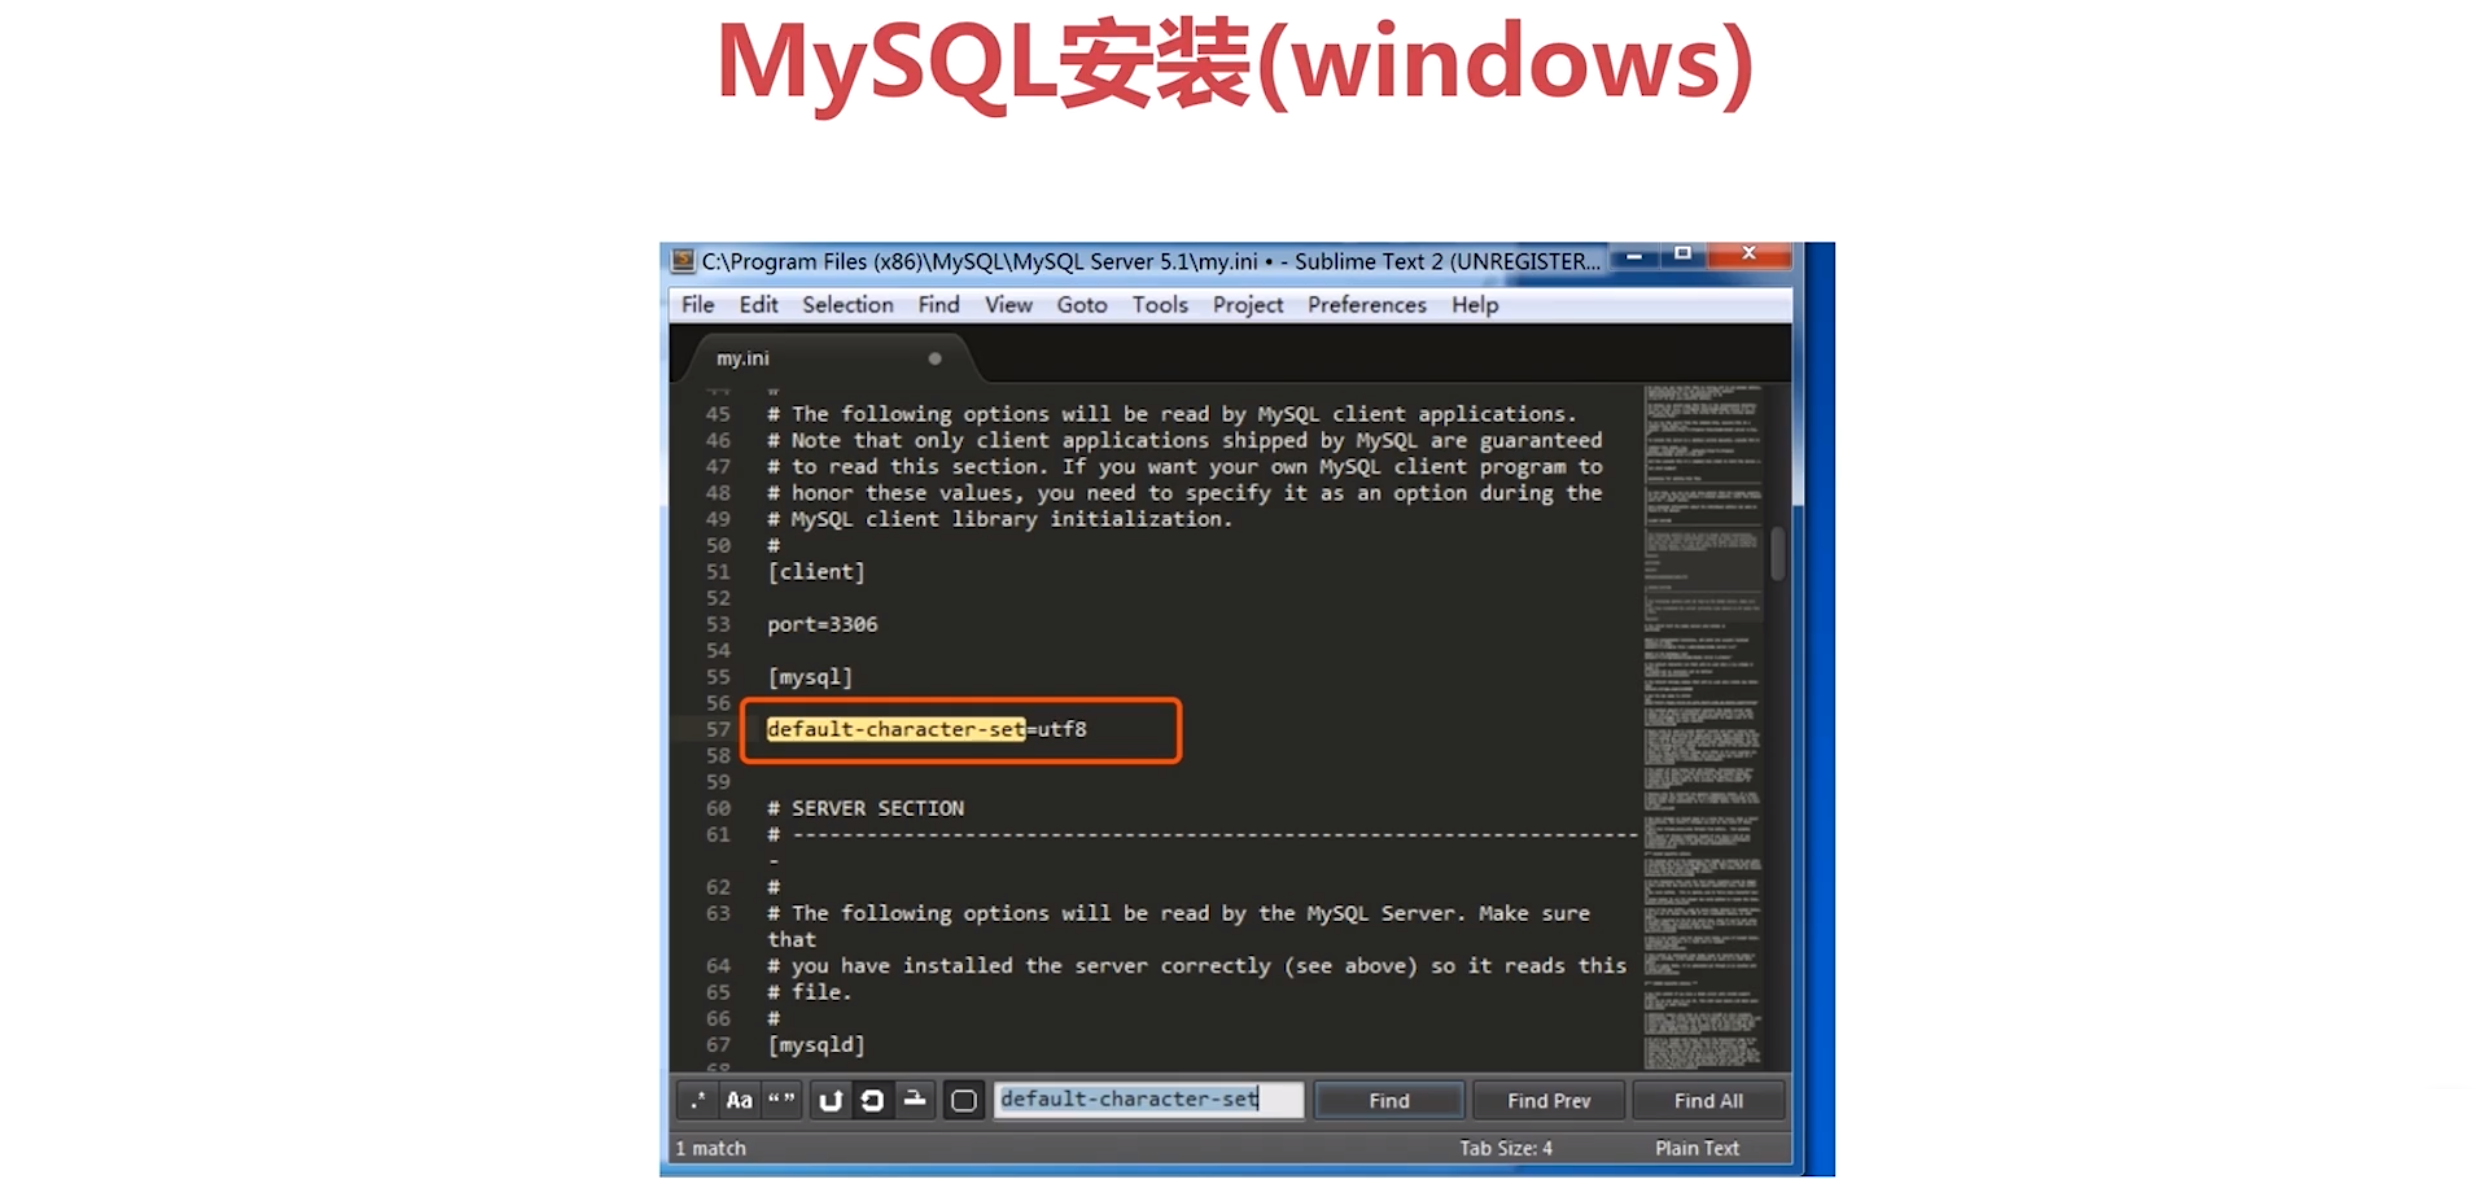 MySQL安装(windows)
C:\Program Files (x86)\MySQL\MySQL Server 5.1\my.ini • - Sublime Text 2 (UNREGISTER...
File Edit Selection Find View Goto Tools Project Preferences Help
my.ini
45 # The following options will be read by MySQL client applications.
46 # Note that only client applications shipped by MySQL are guaranteed
47 # to read this section. If you want your own MySQL client program to
48 # honor these values, you need to specify it as an option during the
49 # MySQL client library initialization.
50 #
51 [client]
52
53 port=3306
54
55 [mysql]
56
57 default-character-set=utf8
58
59
60 # SERVER SECTION
61 # ---------------------------------------------------------------------
-
62 #
63 # The following options will be read by the MySQL Server. Make sure
that
64 # you have installed the server correctly (see above) so it reads this
65 # file.
66 #
67 [mysqld]
.* Aa “ ” default-character-set Find Find Prev Find All
1 match Tab Size: 4 Plain Text